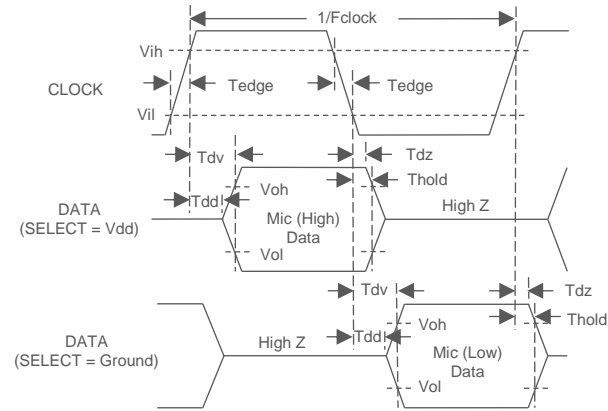 1/Fclock
Vih
CLOCK
Tedge
Tedge
Vil
Tdv
Tdz
Tdd
Voh
Thold
DATA
(SELECT = Vdd)
Mic (High)
Data
High Z
Vol
Tdv
Tdz
Tdd
Voh
Thold
DATA
(SELECT = Ground)
High Z
Mic (Low)
Data
Vol